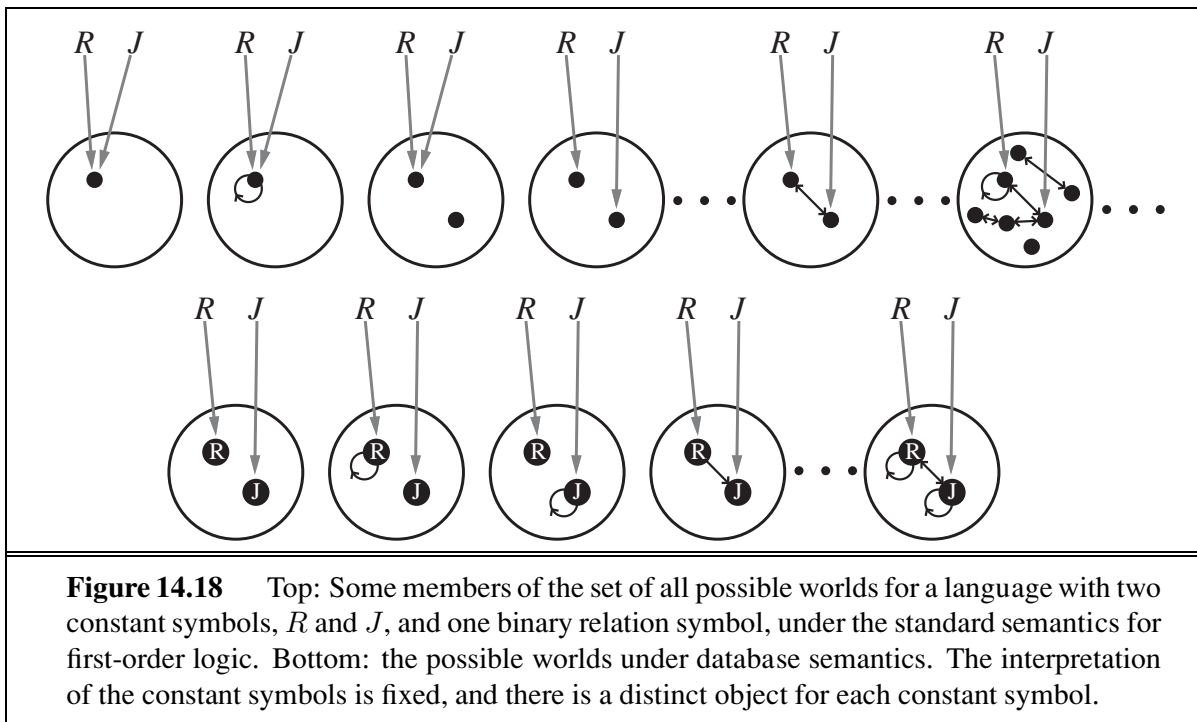 R J R J R J R J R J R J
R J R J R J R J R J
R R R R R
J J J J J
Figure 14.18 Top: Some members of the set of all possible worlds for a language with two
constant symbols, R and J, and one binary relation symbol, under the standard semantics for
first-order logic. Bottom: the possible worlds under database semantics. The interpretation
of the constant symbols is fixed, and there is a distinct object for each constant symbol.